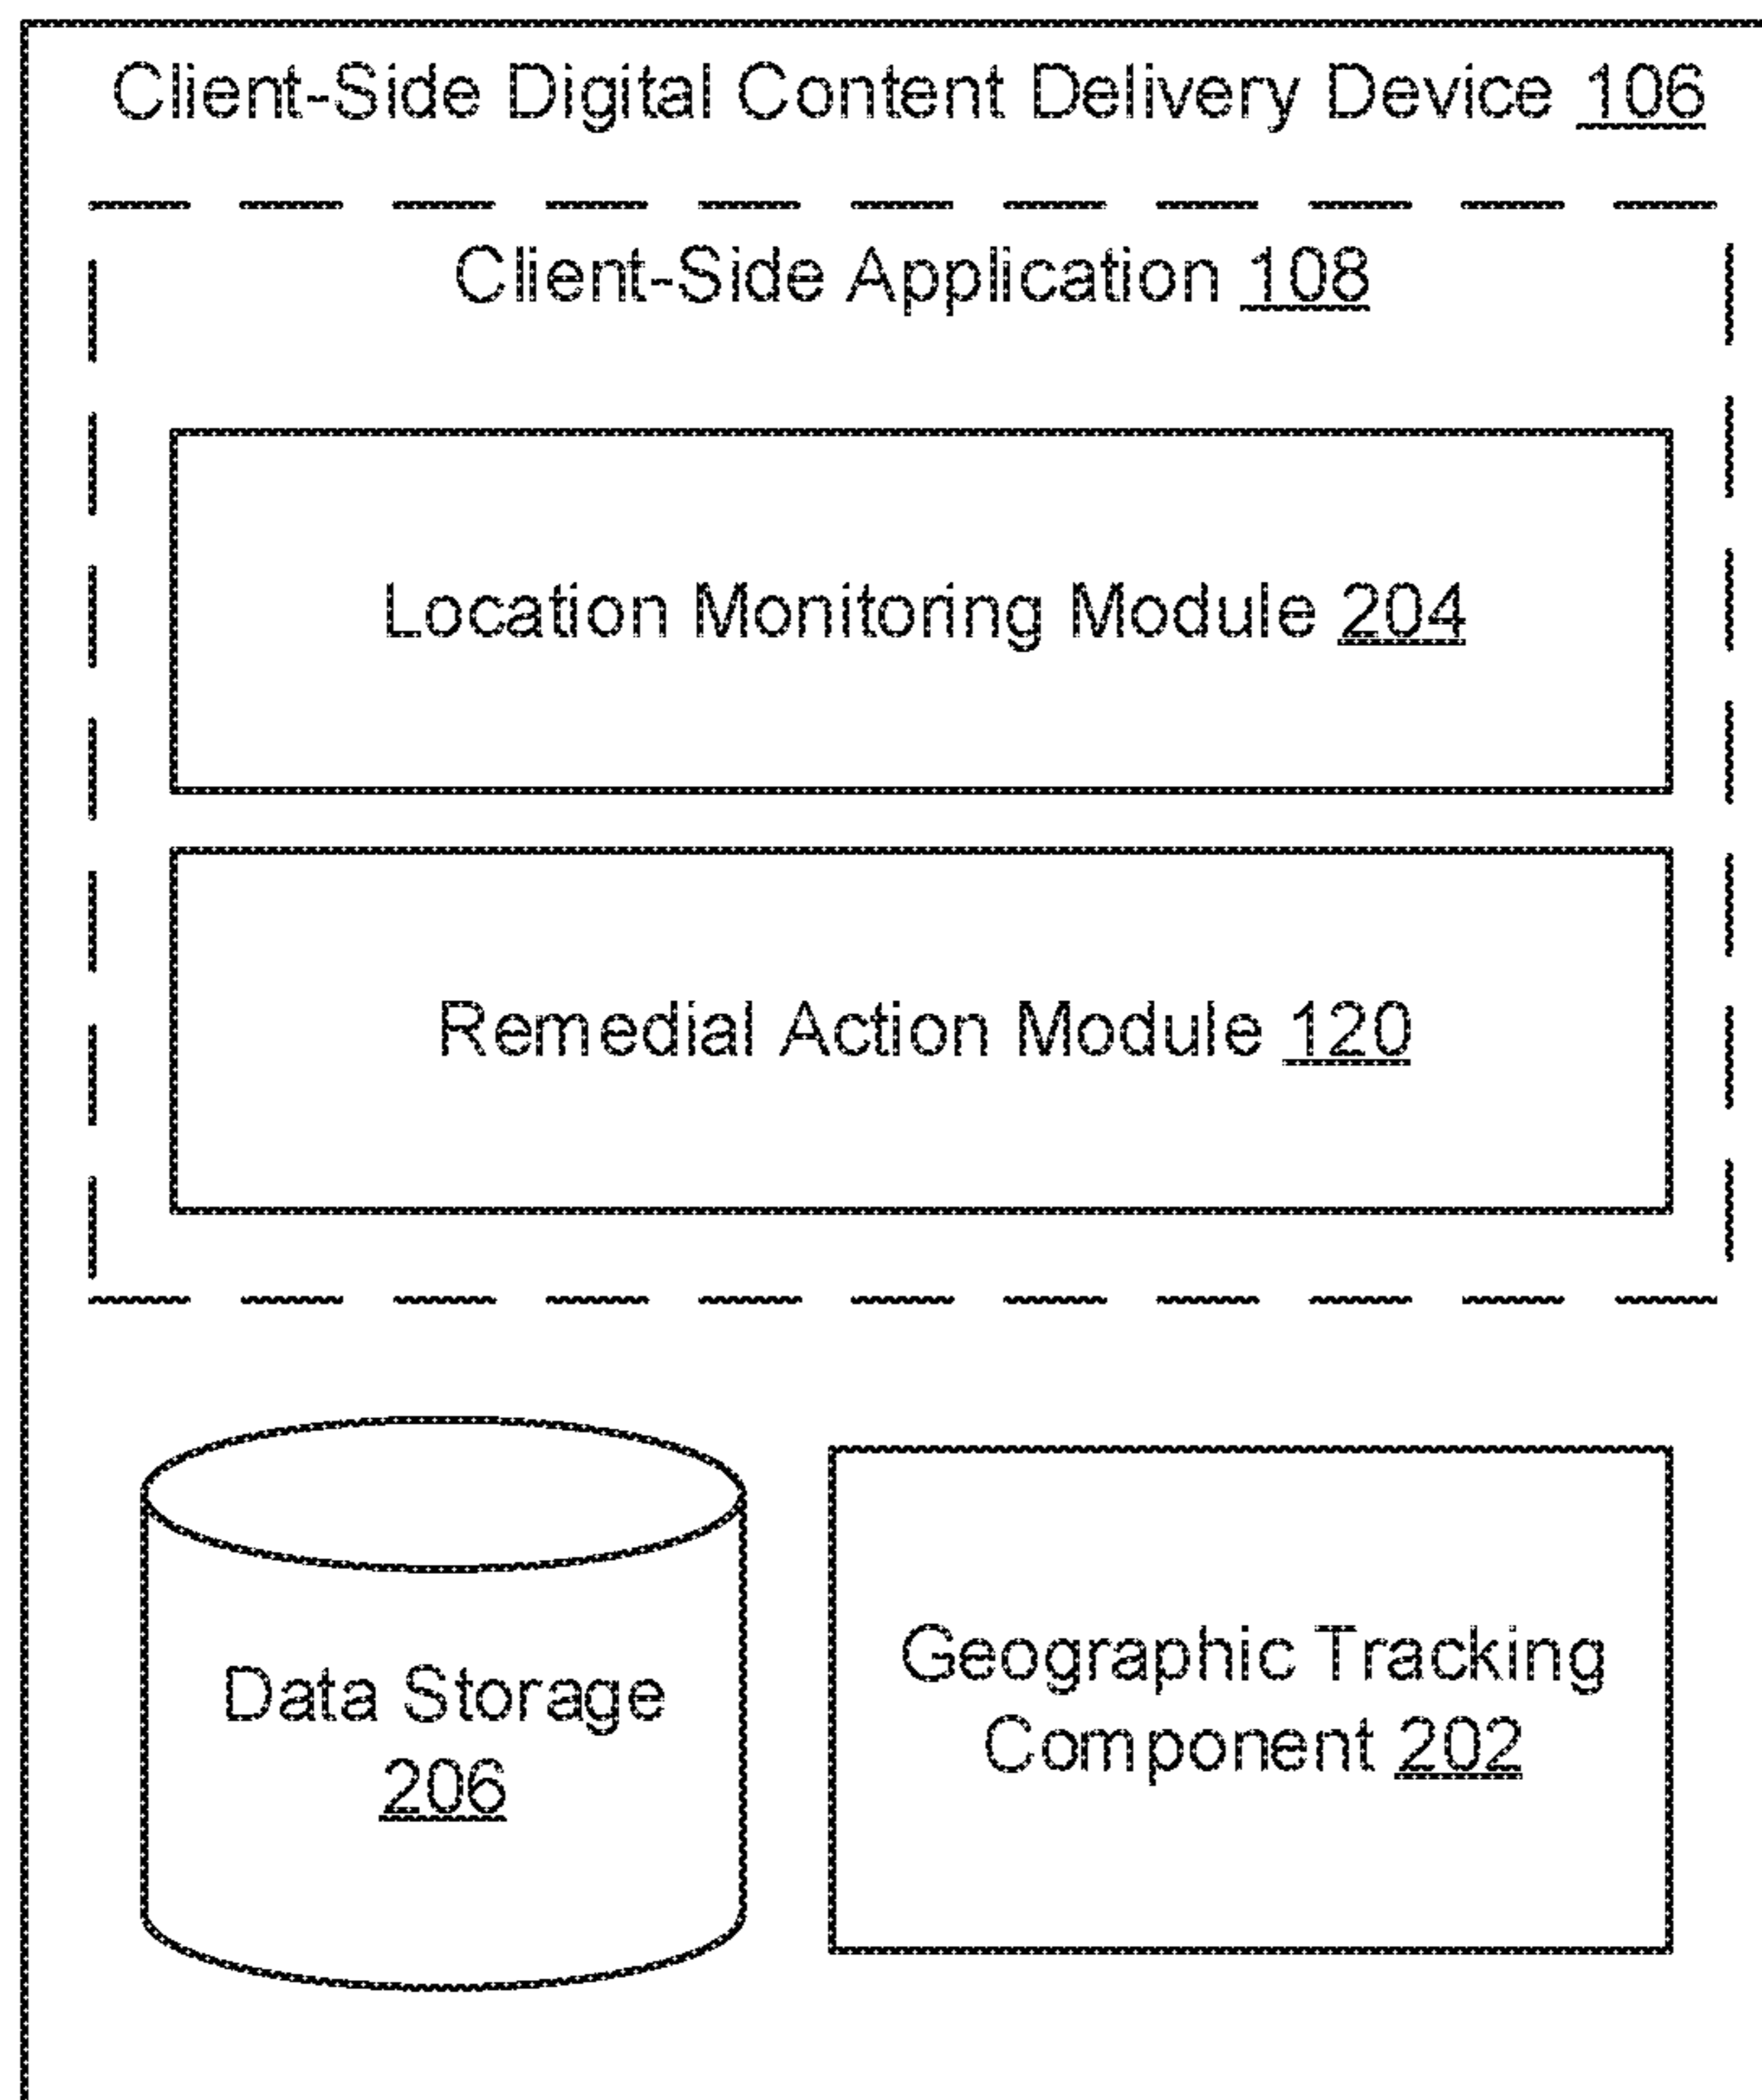 Client-Side Digital Content Delivery Device 106
Client-Side Application 108
Location Monitoring Module 204
Remedial Action Module 120
Data Storage
206
Geographic Tracking
Component 202